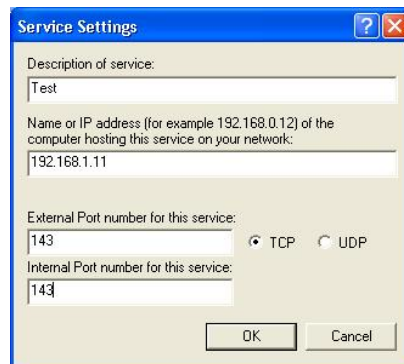 Service Settings
Description of service:
Test
Name or IP address (for example 192.168.0.12) of the
computer hosting this service on your network:
192.168.1.11
External Port number for this service:
143
TCP
UDP
Internal Port number for this service:
143
OK
Cancel